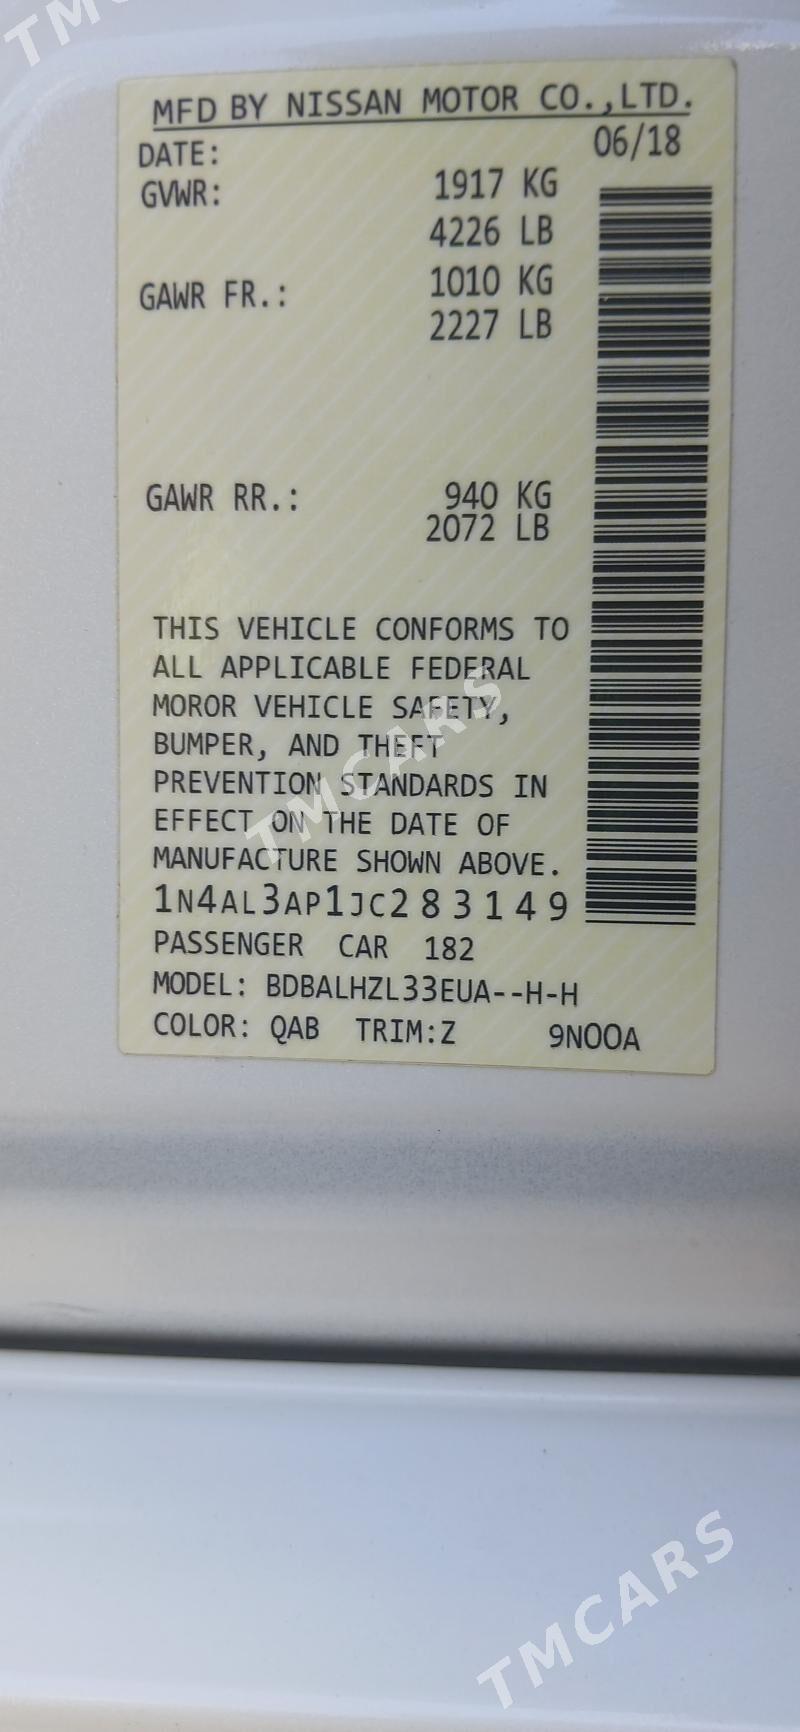 TMC
MFD BY NISSAN MOTOR CO.,LTD.
DATE: 06/18
GVWR: 1917 KG
4226 LB
GAWR FR.: 1010 KG
2227 LB
GAWR RR.: 940 KG
2072 LB
THIS VEHICLE CONFORMS TO
ALL APPLICABLE FEDERAL
MOROR VEHICLE SAFETY,
BUMPER, AND THEFT
PREVENTION STANDARDS IN
EFFECT ON THE DATE OF
MANUFACTURE SHOWN ABOVE.
1N4AL3AP1JC283149
PASSENGER CAR 182
MODEL: BDBALHZL33EUA--H-H
COLOR: QAB TRIM:Z 9NOOA
TMCARS
TMCARS